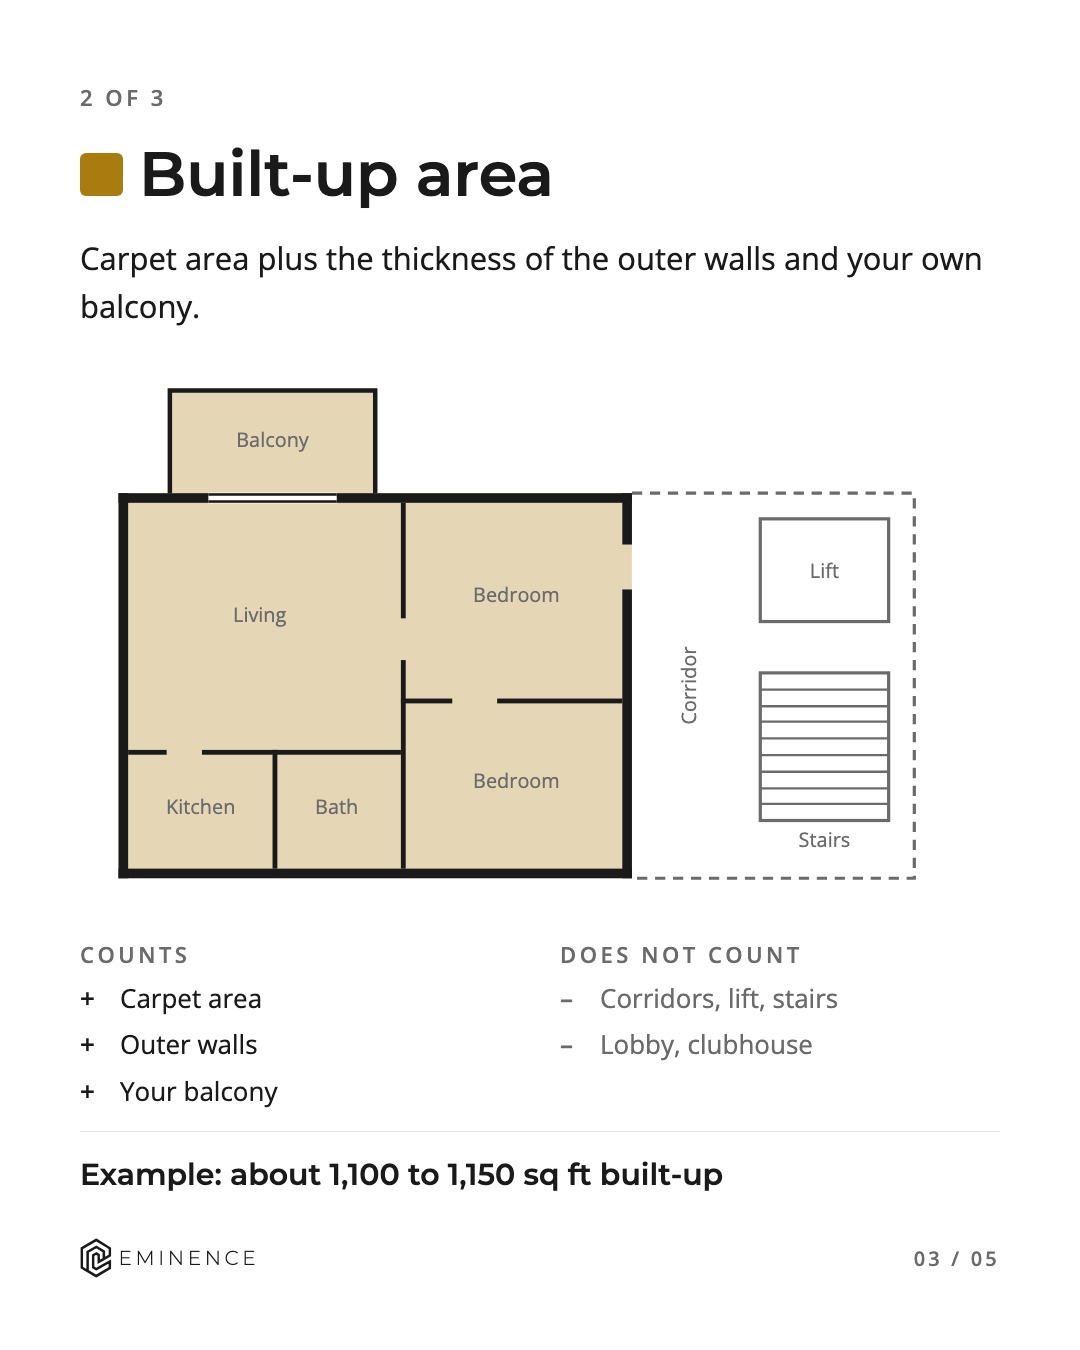 2 OF 3
Built-up area
Carpet area plus the thickness of the outer walls and your own
balcony.
Balcony
Living
Bedroom
Lift
Corridor
Bedroom
Kitchen
Bath
Stairs
COUNTS
+ Carpet area
+ Outer walls
+ Your balcony
DOES NOT COUNT
– Corridors, lift, stairs
– Lobby, clubhouse
Example: about 1,100 to 1,150 sq ft built-up
EMINENCE
03 / 05